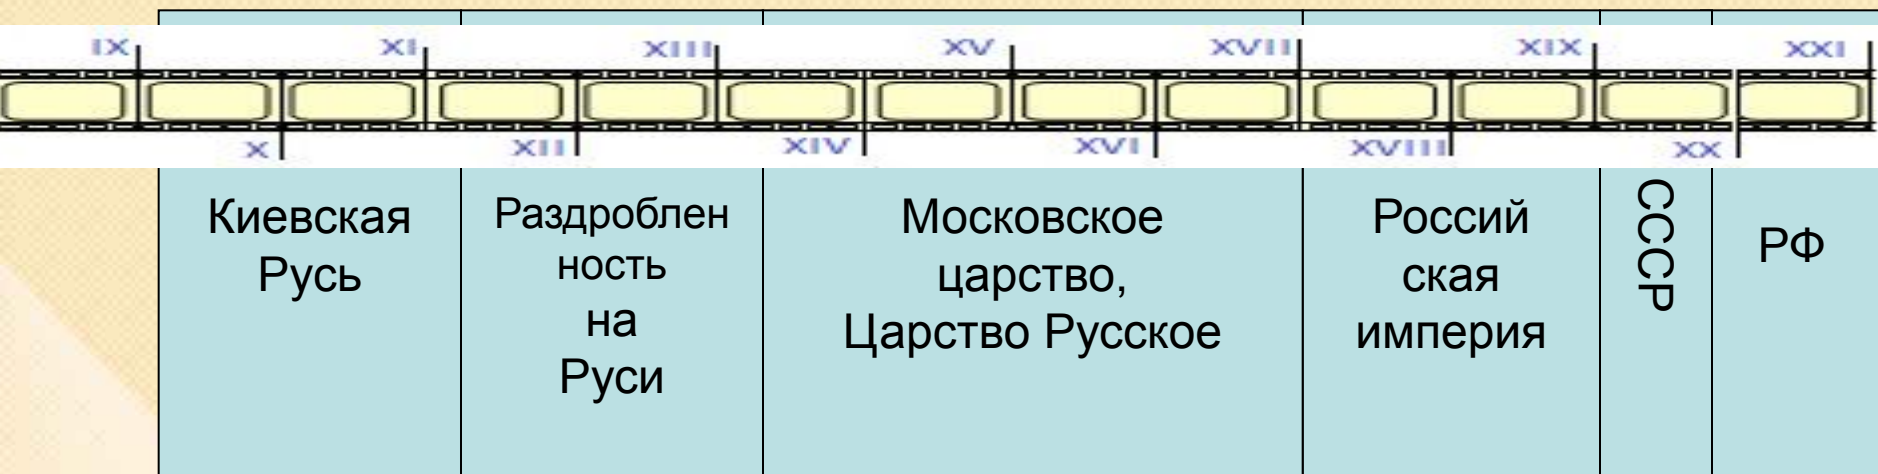 IX XI XIII XV XVII XIX XXI
X XII XIV XVI XVIII XX
Киевская
Русь
Раздроблен
ность
на
Руси
Московское
царство,
Царство Русское
Россий
ская
империя
СССР
РФ